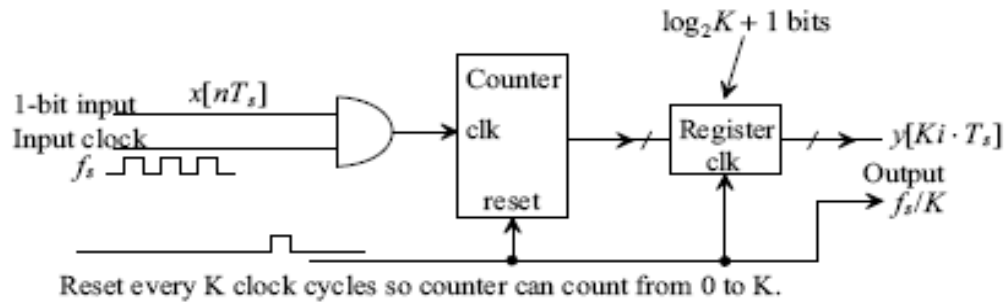 log₂K + 1 bits
Counter
1-bit input
x[nTₛ]
Input clock
fₛ
clk
reset
Register
clk
y[Ki · Tₛ]
Output
fₛ/K
Reset every K clock cycles so counter can count from 0 to K.